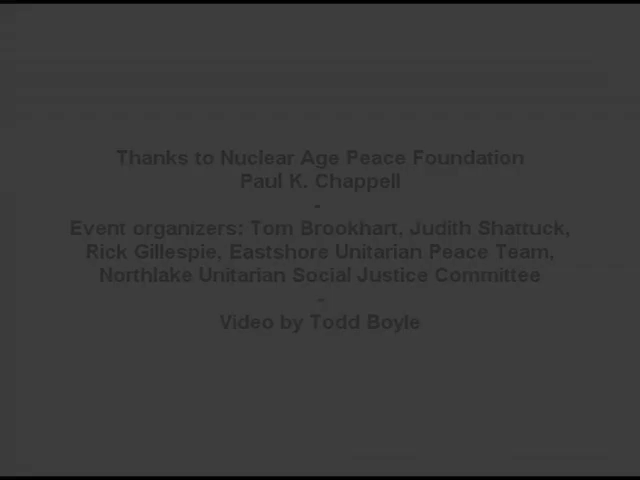 Thanks to Nuclear Age Peace Foundation
Paul K. Chappell
-
Event organizers: Tom Brookhart, Judith Shattuck,
Rick Gillespie, Eastshore Unitarian Peace Team,
Northlake Unitarian Social Justice Committee
-
Video by Todd Boyle